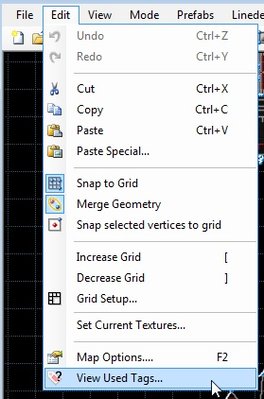 File Edit View Mode Prefabs
Undo Ctrl+Z
Redo Ctrl+Y
Cut Ctrl+X
Copy Ctrl+C
Paste Ctrl+V
Paste Special...
Snap to Grid
Merge Geometry
Snap selected vertices to grid
Increase Grid [
Decrease Grid ]
Grid Setup...
Set Current Textures...
Map Options.... F2
View Used Tags...